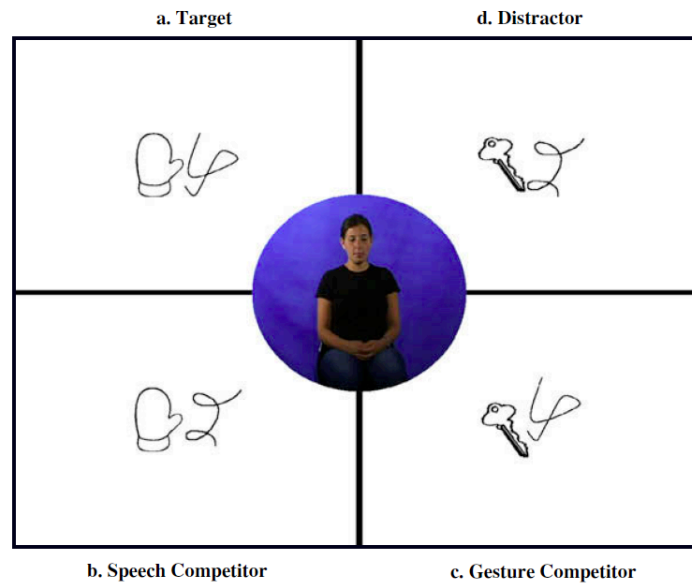 a. Target
d. Distractor
b. Speech Competitor
c. Gesture Competitor